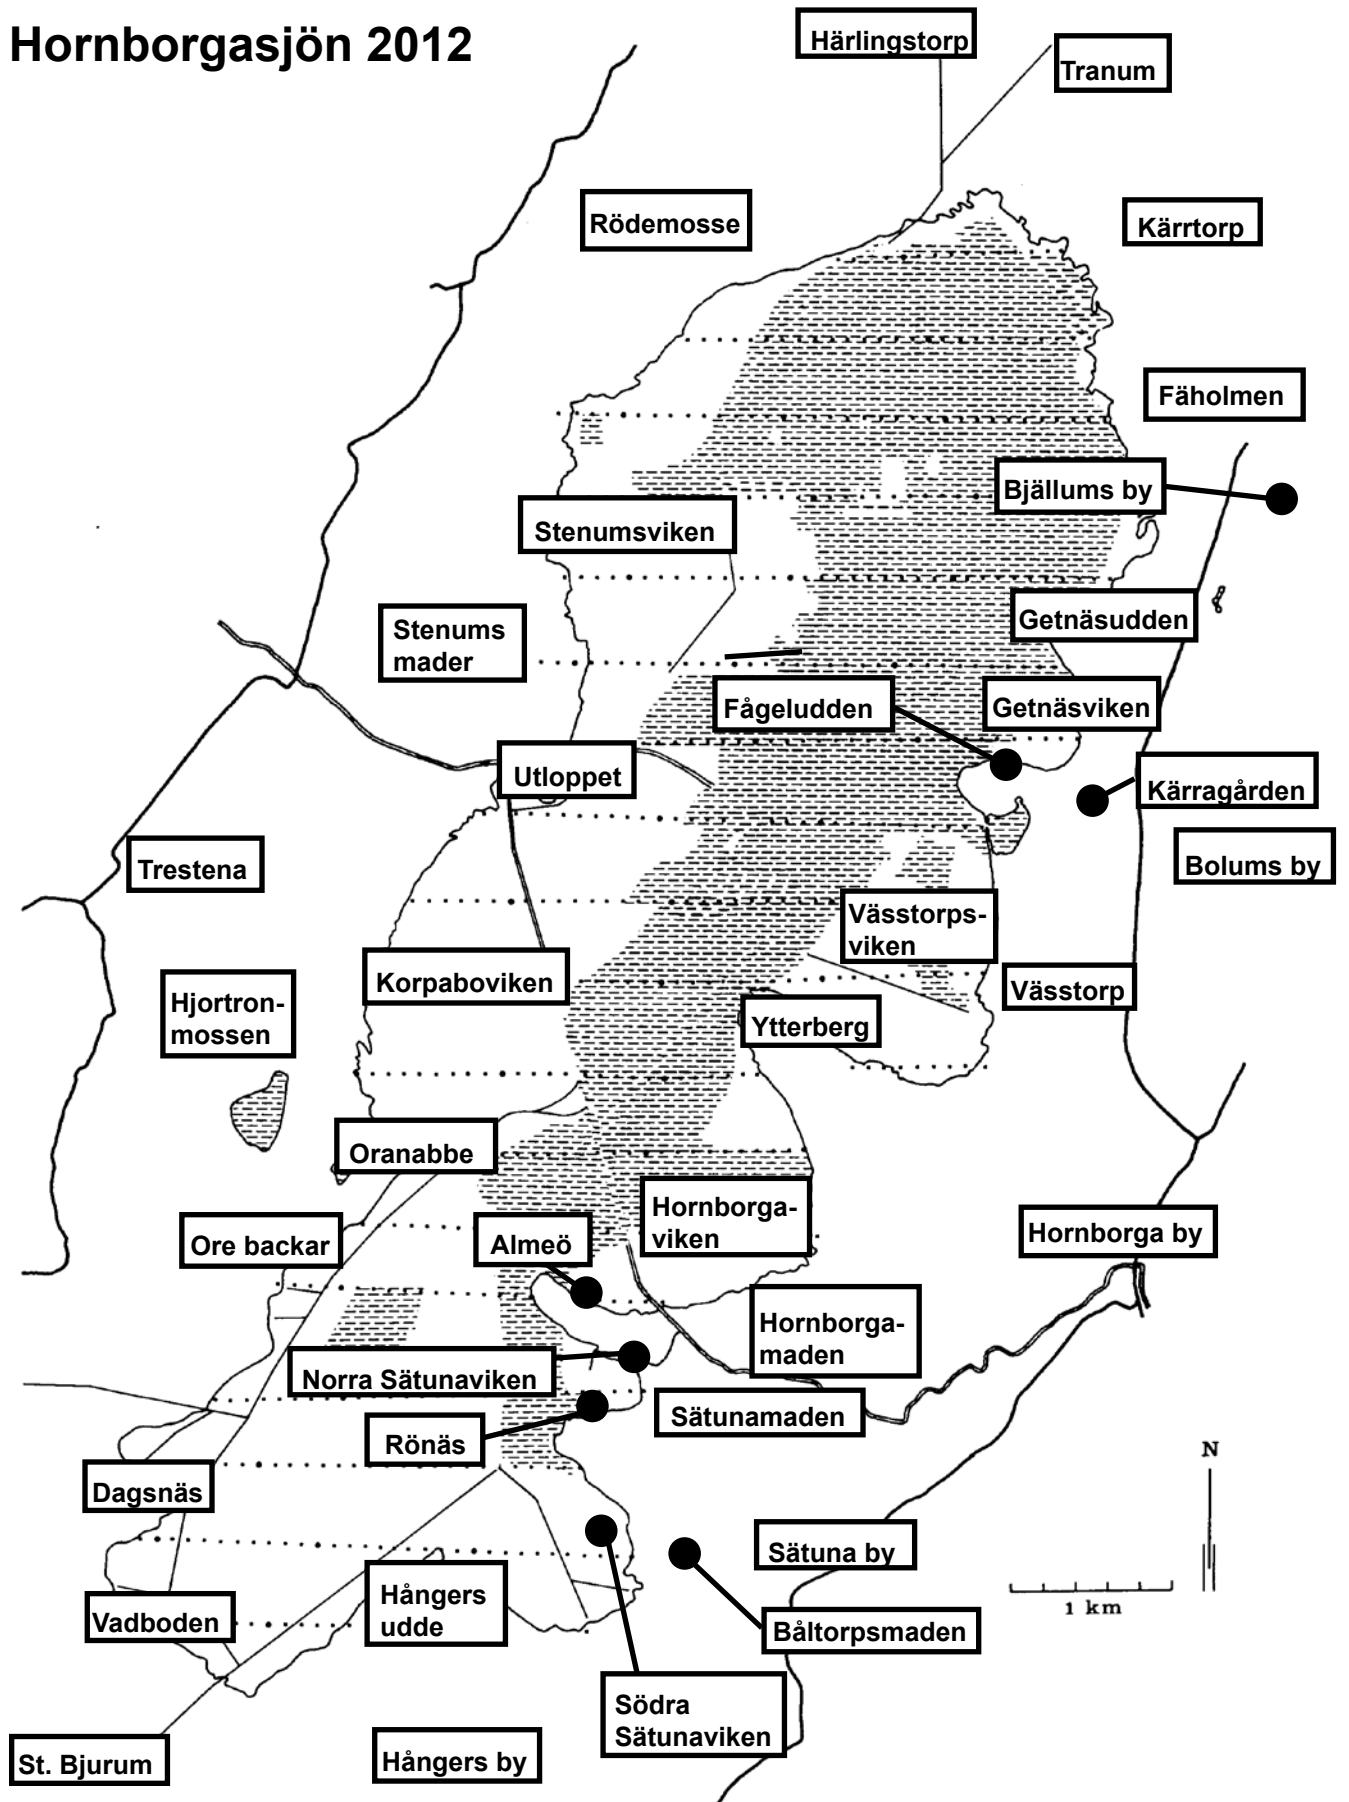 Hornborgasjön 2012
Härlingstorp
Tranum
Rödemosse
Kärrtorp
Fäholmen
Bjällums by
Stenumsviken
Getnäsudden
Stenums
mader
Fågeludden
Getnäsviken
Utloppet
Kärragården
Trestena
Bolums by
Vässtorps-
viken
Korpaboviken
Vässtorp
Hjortron-
mossen
Ytterberg
Oranabbe
Hornborga-
viken
Ore backar
Almeö
Hornborga by
Hornborga-
maden
Norra Sätunaviken
Sätunamaden
Rönäs
N
Dagsnäs
Sätuna by
1 km
Hångers
udde
Vadboden
Båltorpsmaden
Södra
Sätunaviken
St. Bjurum
Hångers by